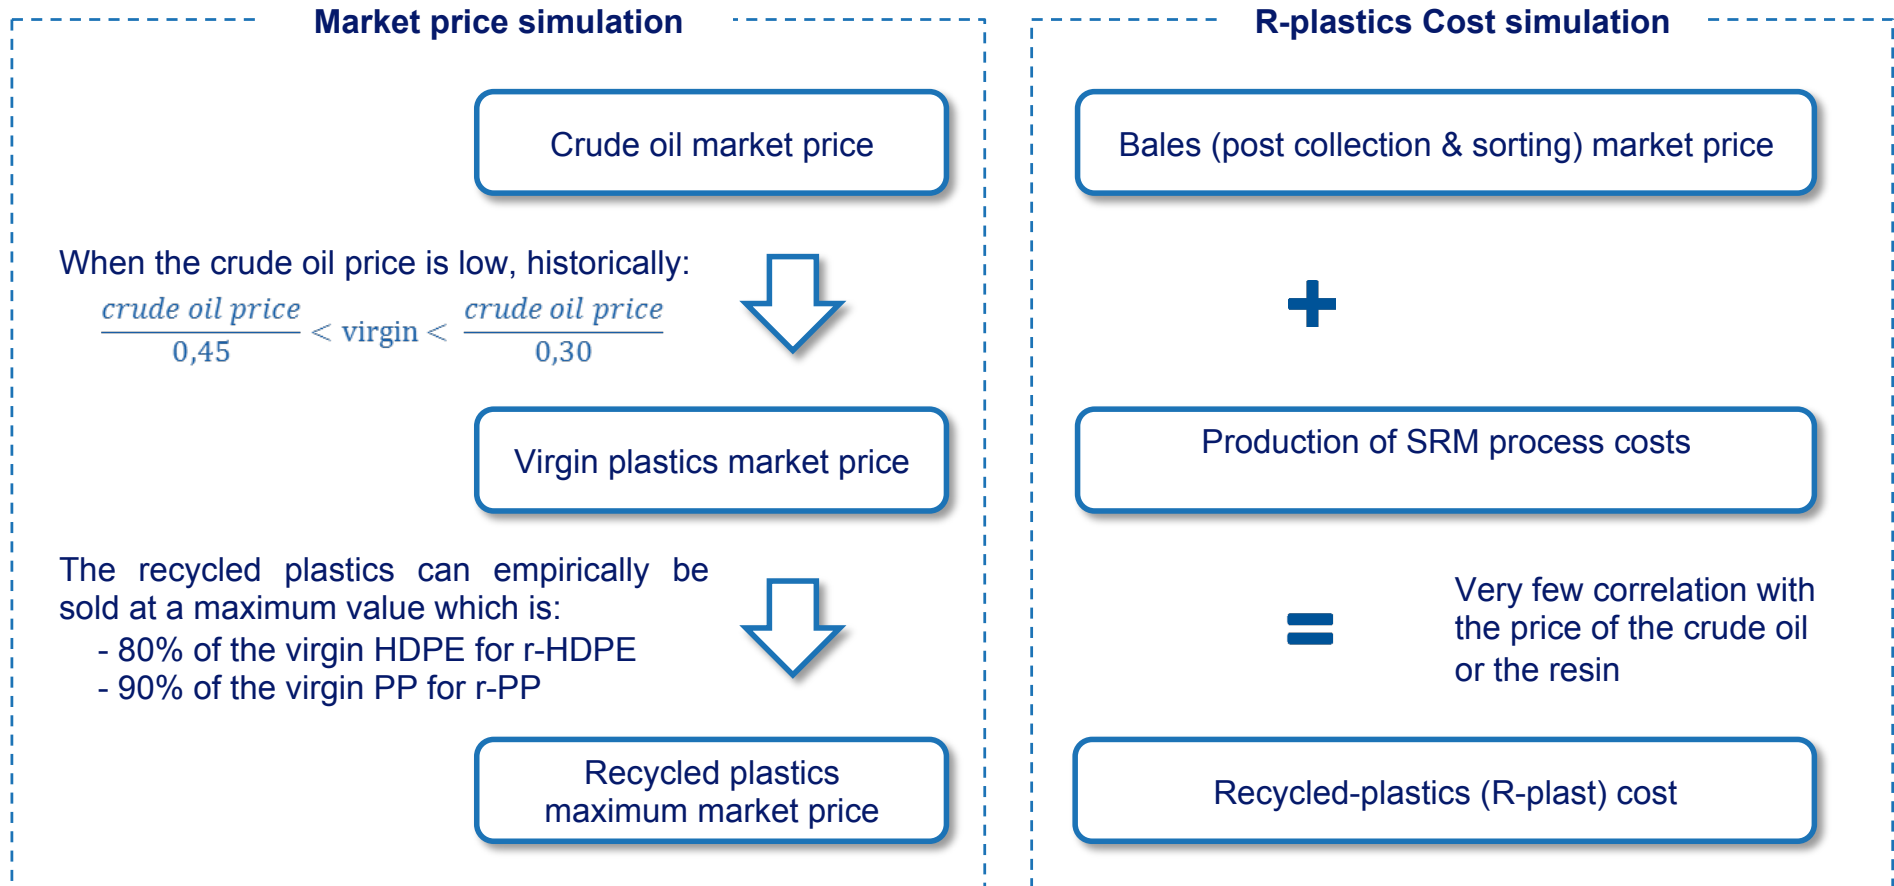 Market price simulation
Crude oil market price
When the crude oil price is low, historically:
crude oil price / 0,45 < virgin < crude oil price / 0,30
Virgin plastics market price
The recycled plastics can empirically be
sold at a maximum value which is:
- 80% of the virgin HDPE for r-HDPE
- 90% of the virgin PP for r-PP
Recycled plastics
maximum market price
R-plastics Cost simulation
Bales (post collection & sorting) market price
+
Production of SRM process costs
=
Very few correlation with
the price of the crude oil
or the resin
Recycled-plastics (R-plast) cost